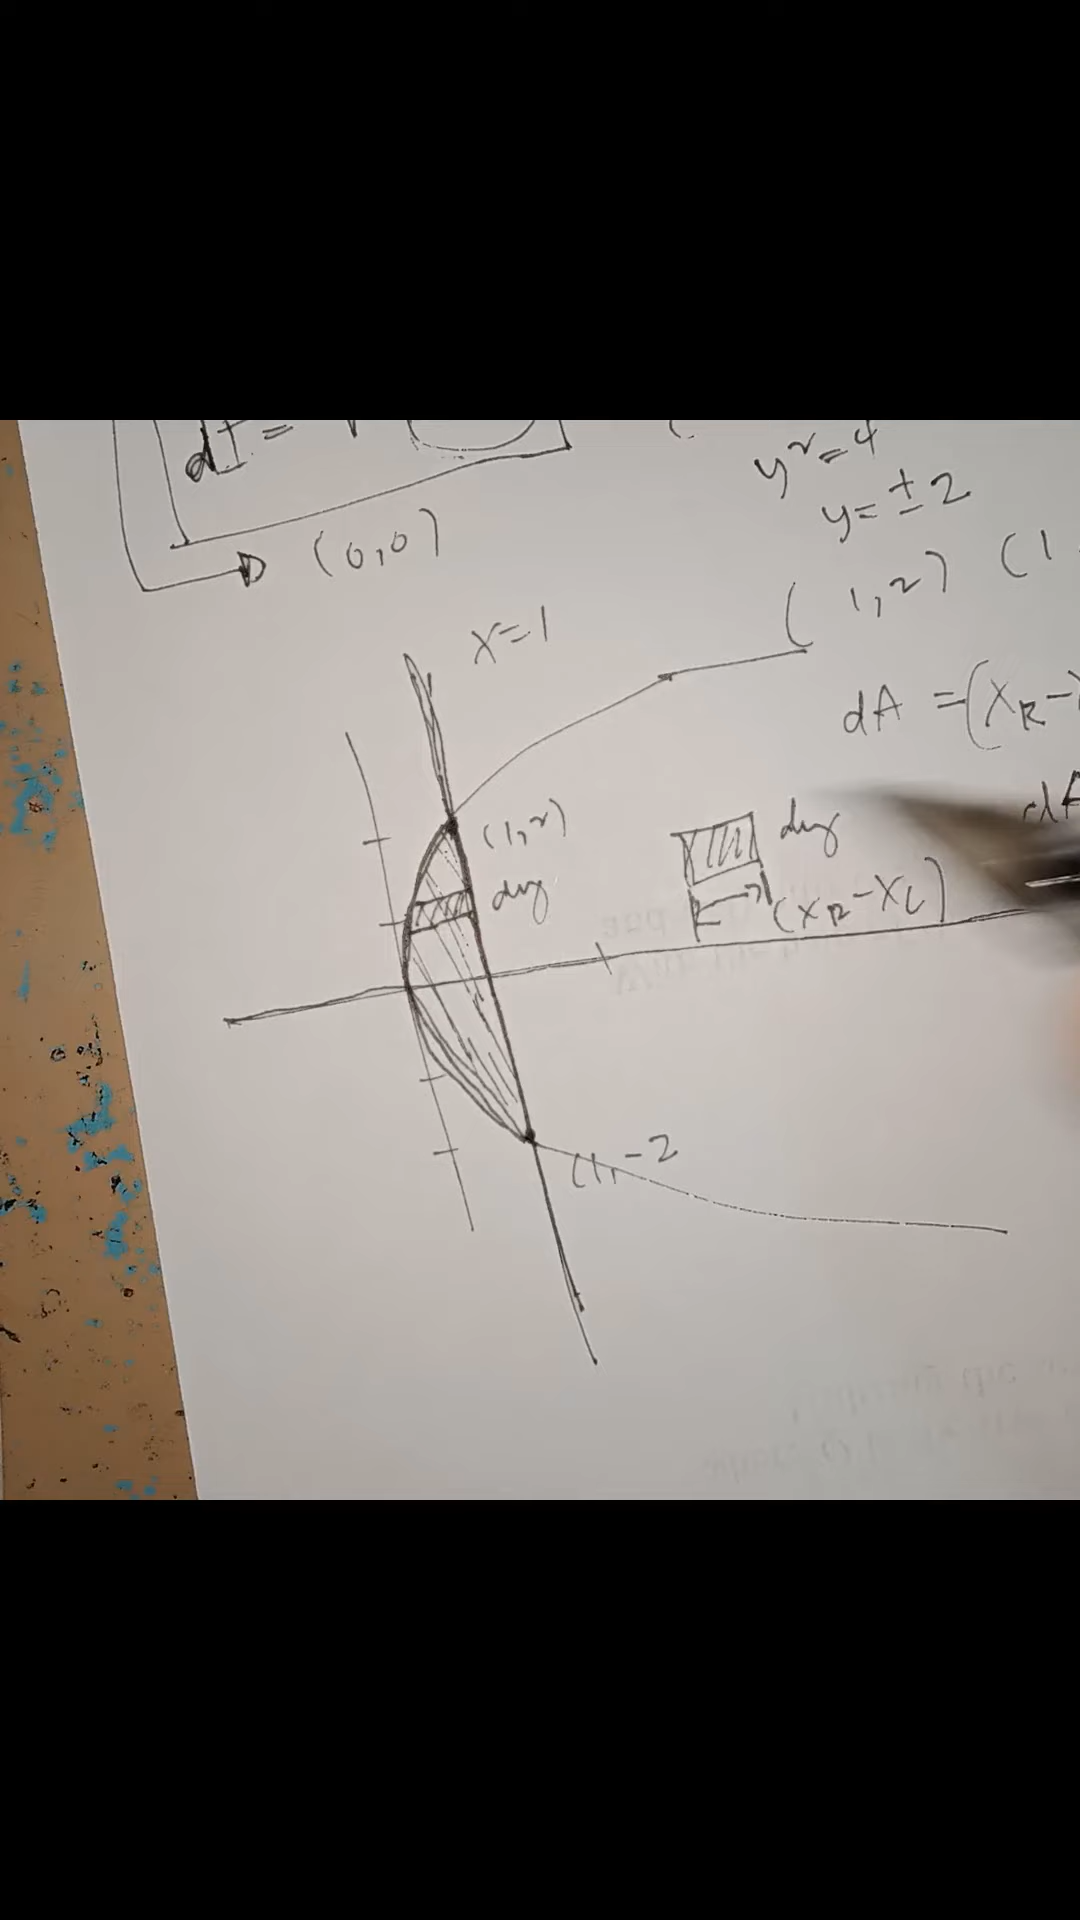 dI =
y² = 4
y = ± 2
(0,0)
(1,2) (1
x=1
dA = (x_R -
dA
(1,2)
dy
dy
(x_R - x_L)
(1,-2